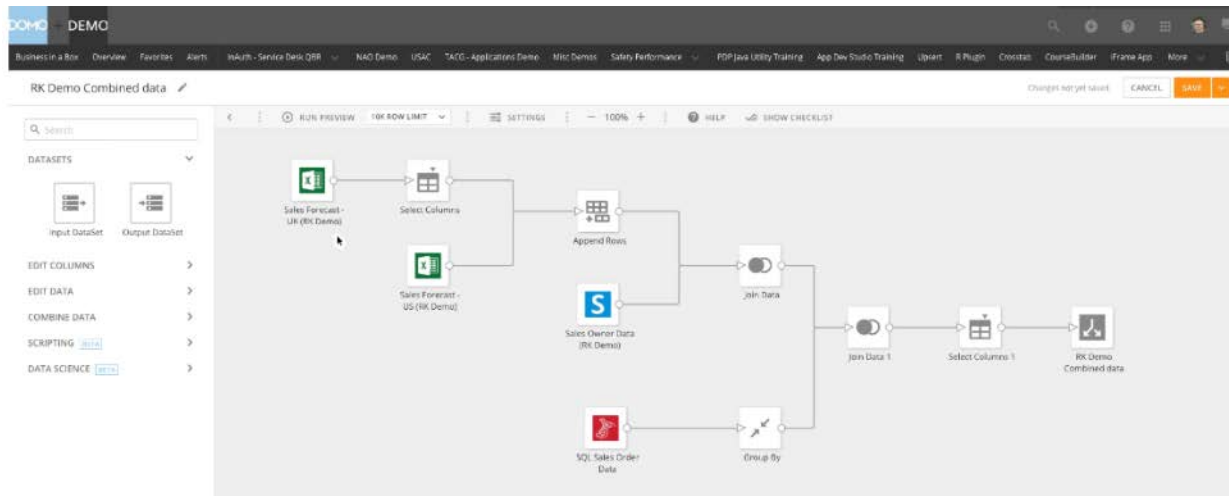 DOMO
DEMO
Business in a Box Overview Favorites Alerts InAuth - Service Desk QBR NAO Demo USAC TACG - Applications Demo Misc Demos Safety Performance PDP Java Utility Training App Dev Studio Training Upsert R Plugin Crosstab CourseBuilder iFrame App More
RK Demo Combined data
Changes not yet saved
CANCEL
SAVE
Search
RUN PREVIEW
10K ROW LIMIT
SETTINGS
— 100% +
HELP
SHOW CHECKLIST
DATASETS
Input DataSet
Output DataSet
EDIT COLUMNS
EDIT DATA
COMBINE DATA
SCRIPTING BETA
DATA SCIENCE BETA
Sales Forecast -
UK (RK Demo)
Select Columns
Sales Forecast -
US (RK Demo)
Append Rows
Sales Owner Data
(RK Demo)
Join Data
SQL Sales Order
Data
Group By
Join Data 1
Select Columns 1
RK Demo
Combined data